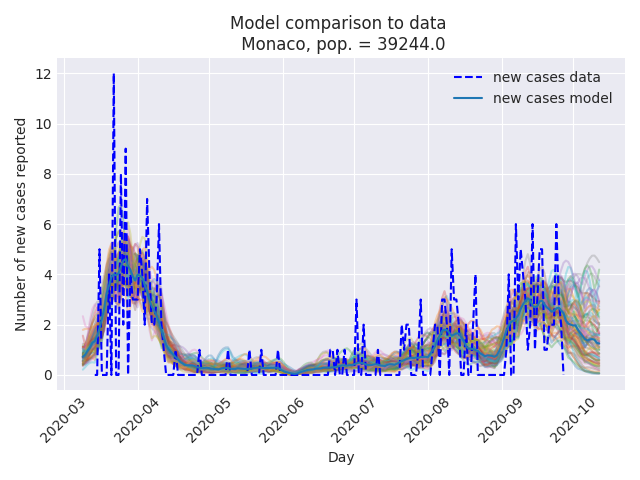 Model comparison to data
Monaco, pop. = 39244.0
new cases data
new cases model
Number of new cases reported
12
10
8
6
4
2
0
2020-03
2020-04
2020-05
2020-06
2020-07
2020-08
2020-09
2020-10
Day